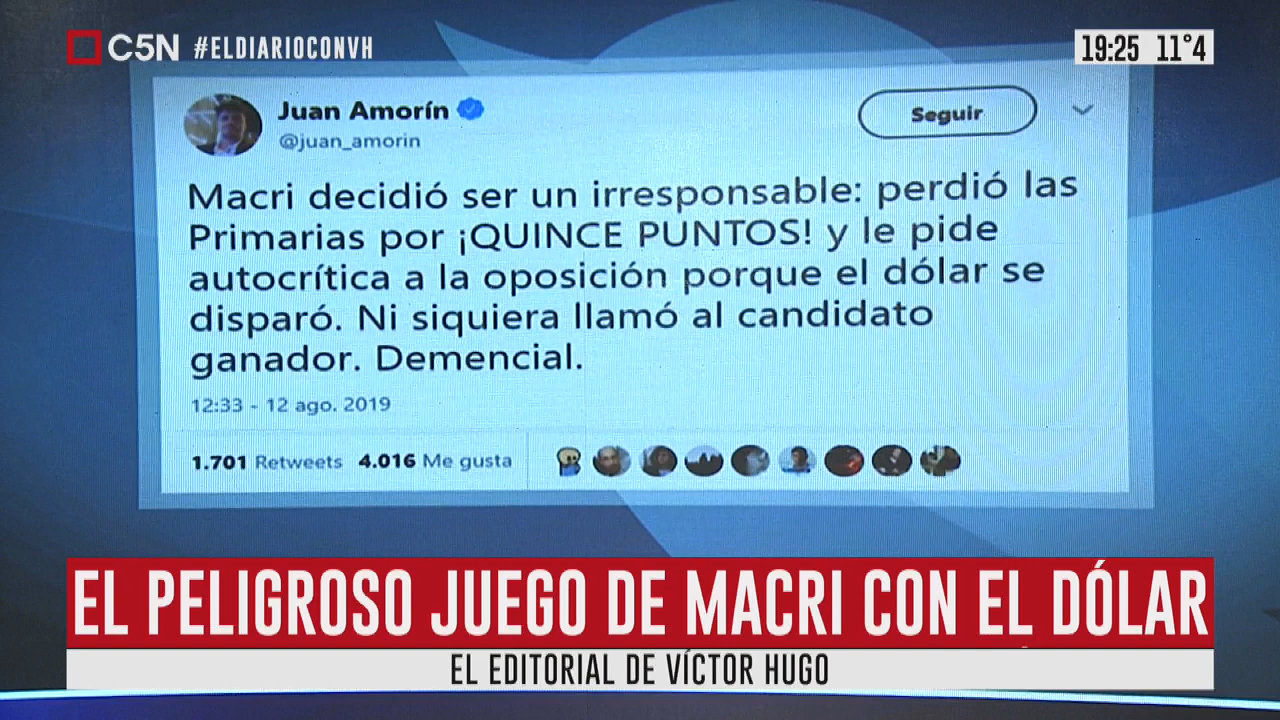 C5N #ELDIARIOCONVH
19:25 11°4
Juan Amorín
@juan_amorin
Seguir
Macri decidió ser un irresponsable: perdió las
Primarias por ¡QUINCE PUNTOS! y le pide
autocrítica a la oposición porque el dólar se
disparó. Ni siquiera llamó al candidato
ganador. Demencial.
12:33 - 12 ago. 2019
1.701 Retweets 4.016 Me gusta
EL PELIGROSO JUEGO DE MACRI CON EL DÓLAR
EL EDITORIAL DE VÍCTOR HUGO